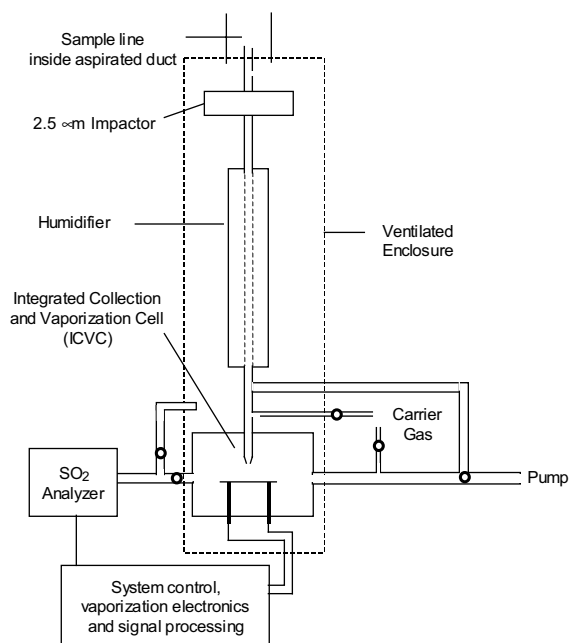 Sample line
inside aspirated duct
2.5 ∝m Impactor
Humidifier
Ventilated
Enclosure
Integrated Collection
and Vaporization Cell
(ICVC)
Carrier
Gas
SO2
Analyzer
Pump
System control,
vaporization electronics
and signal processing